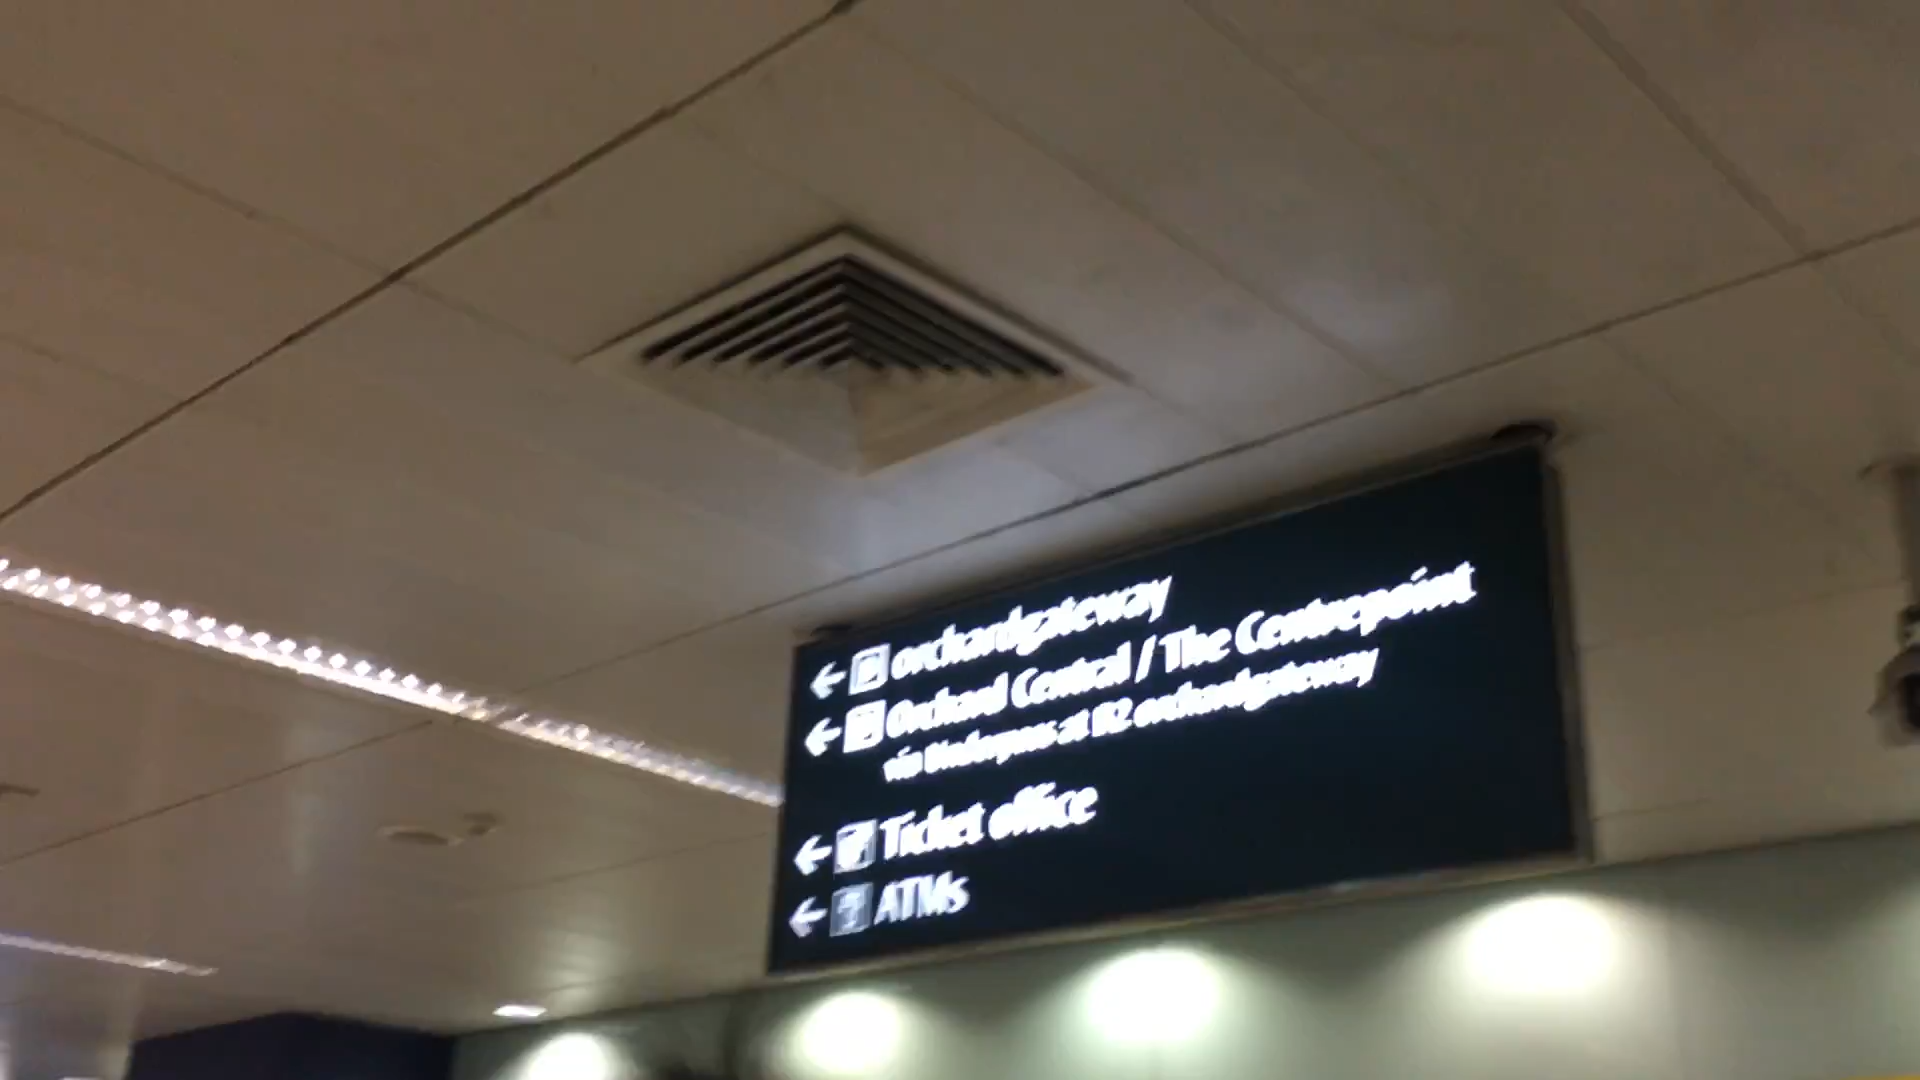 orchardgateway
Orchard Central / The Centrepoint
via Underpass at B2 orchardgateway
Ticket office
ATMs